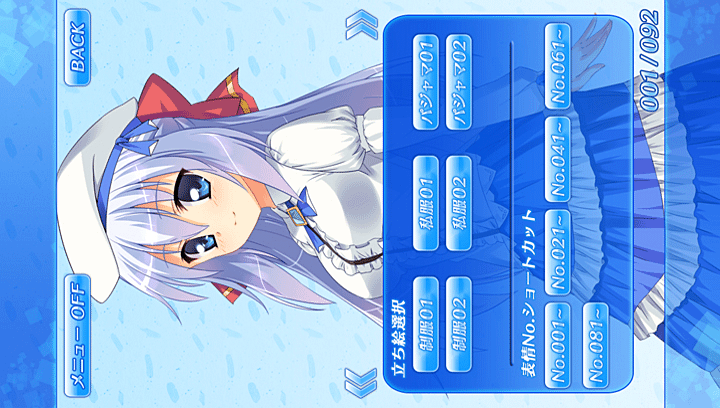 メニュー OFF
BACK
立ち絵選択
制服01
私服01
パジャマ01
制服02
私服02
パジャマ02
表情No.ショートカット
No.001~
No.021~
No.041~
No.061~
No.081~
001/092